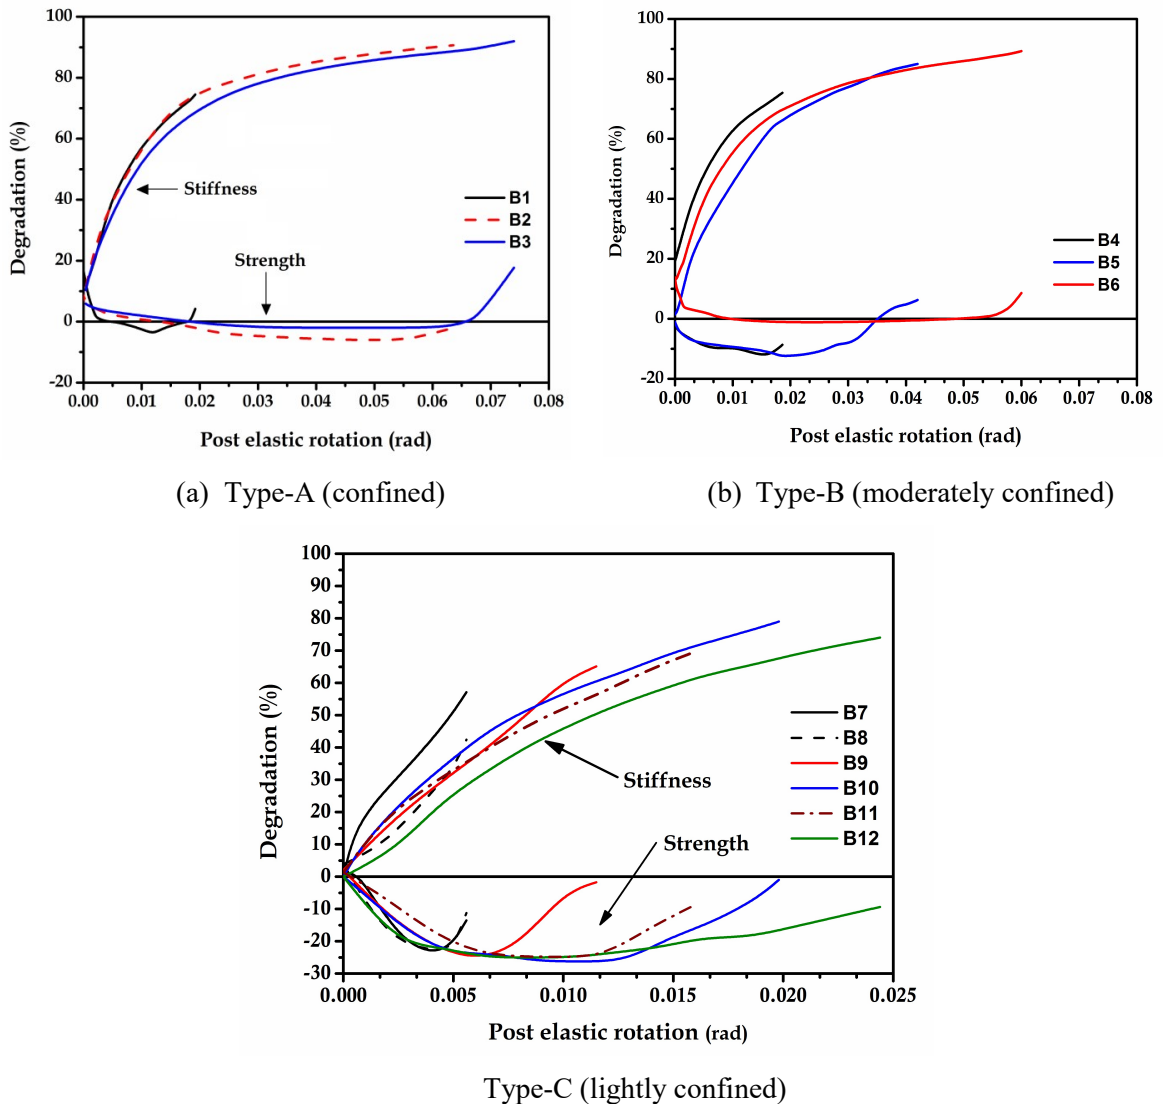 100
80
60
40
20
0
-20
Degradation (%)
Stiffness
Strength
B1
B2
B3
0.00 0.01 0.02 0.03 0.04 0.05 0.06 0.07 0.08
Post elastic rotation (rad)
(a) Type-A (confined)
100
80
60
40
20
0
-20
Degradation (%)
B4
B5
B6
0.00 0.01 0.02 0.03 0.04 0.05 0.06 0.07 0.08
Post elastic rotation (rad)
(b) Type-B (moderately confined)
100
90
80
70
60
50
40
30
20
10
0
-10
-20
-30
Degradation (%)
Stiffness
Strength
B7
B8
B9
B10
B11
B12
0.000 0.005 0.010 0.015 0.020 0.025
Post elastic rotation (rad)
Type-C (lightly confined)